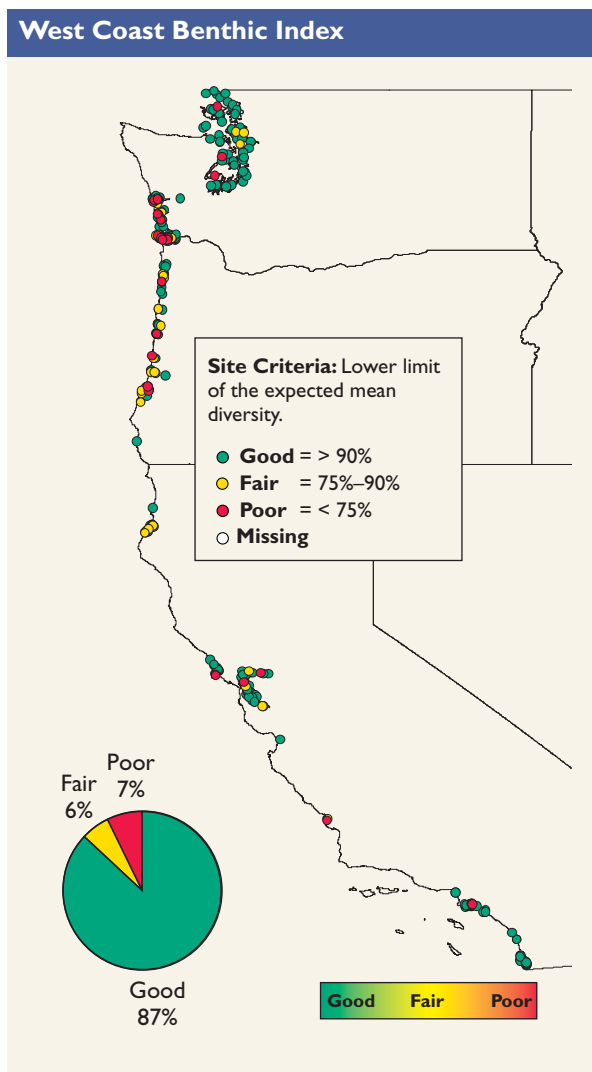 West Coast Benthic Index
Site Criteria: Lower limit
of the expected mean
diversity.
Good = > 90%
Fair = 75%–90%
Poor = < 75%
Missing
Poor
7%
Fair
6%
Good
87%
Good Fair Poor